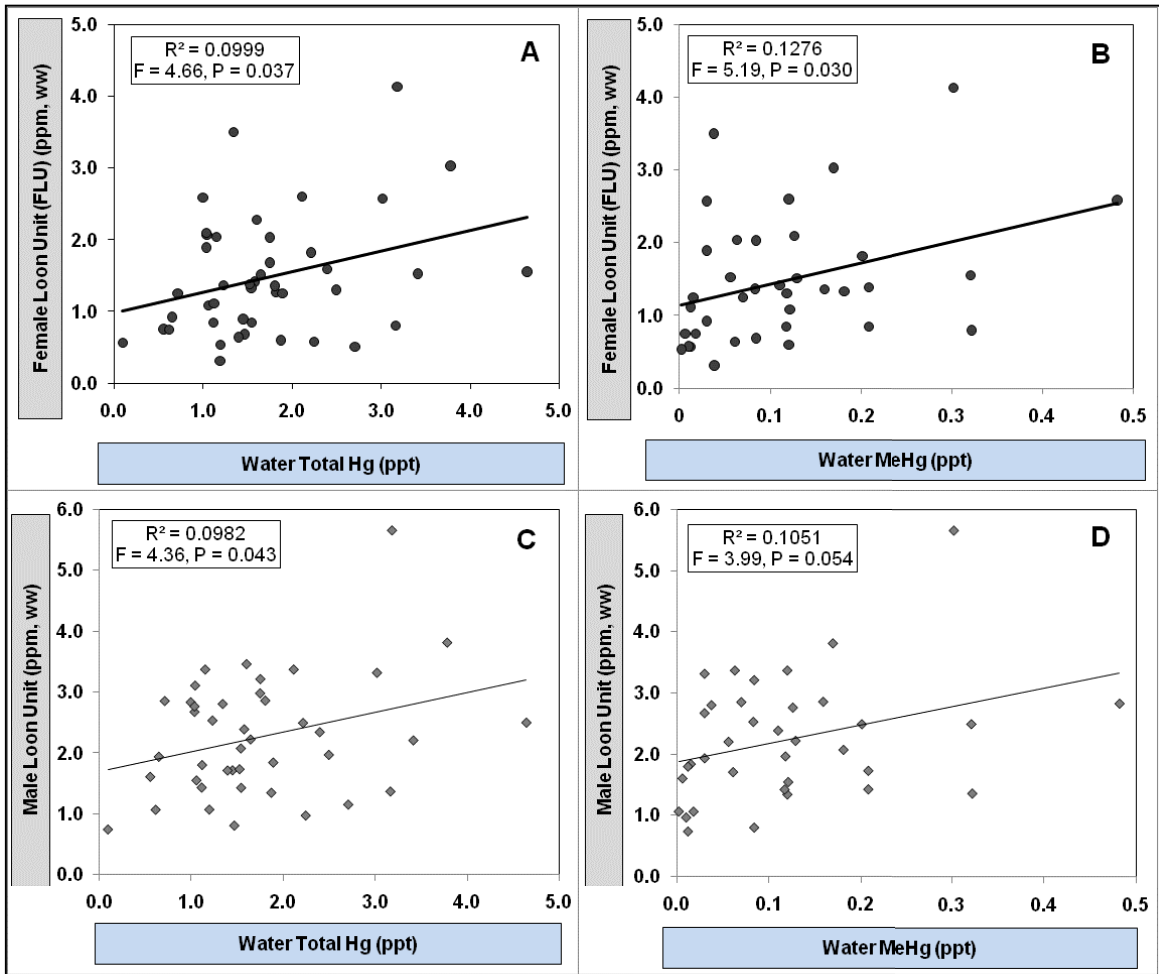 Female Loon Unit (FLU) (ppm, ww)
5.0
4.0
3.0
2.0
1.0
0.0
R² = 0.0999
F = 4.66, P = 0.037
A
0.0 1.0 2.0 3.0 4.0 5.0
Water Total Hg (ppt)
Female Loon Unit (FLU) (ppm, ww)
5.0
4.0
3.0
2.0
1.0
0.0
R² = 0.1276
F = 5.19, P = 0.030
B
0 0.1 0.2 0.3 0.4 0.5
Water MeHg (ppt)
Male Loon Unit (ppm, ww)
6.0
5.0
4.0
3.0
2.0
1.0
0.0
R² = 0.0982
F = 4.36, P = 0.043
C
0.0 1.0 2.0 3.0 4.0 5.0
Water Total Hg (ppt)
Male Loon Unit (ppm, ww)
6.0
5.0
4.0
3.0
2.0
1.0
0.0
R² = 0.1051
F = 3.99, P = 0.054
D
0.0 0.1 0.2 0.3 0.4 0.5
Water MeHg (ppt)